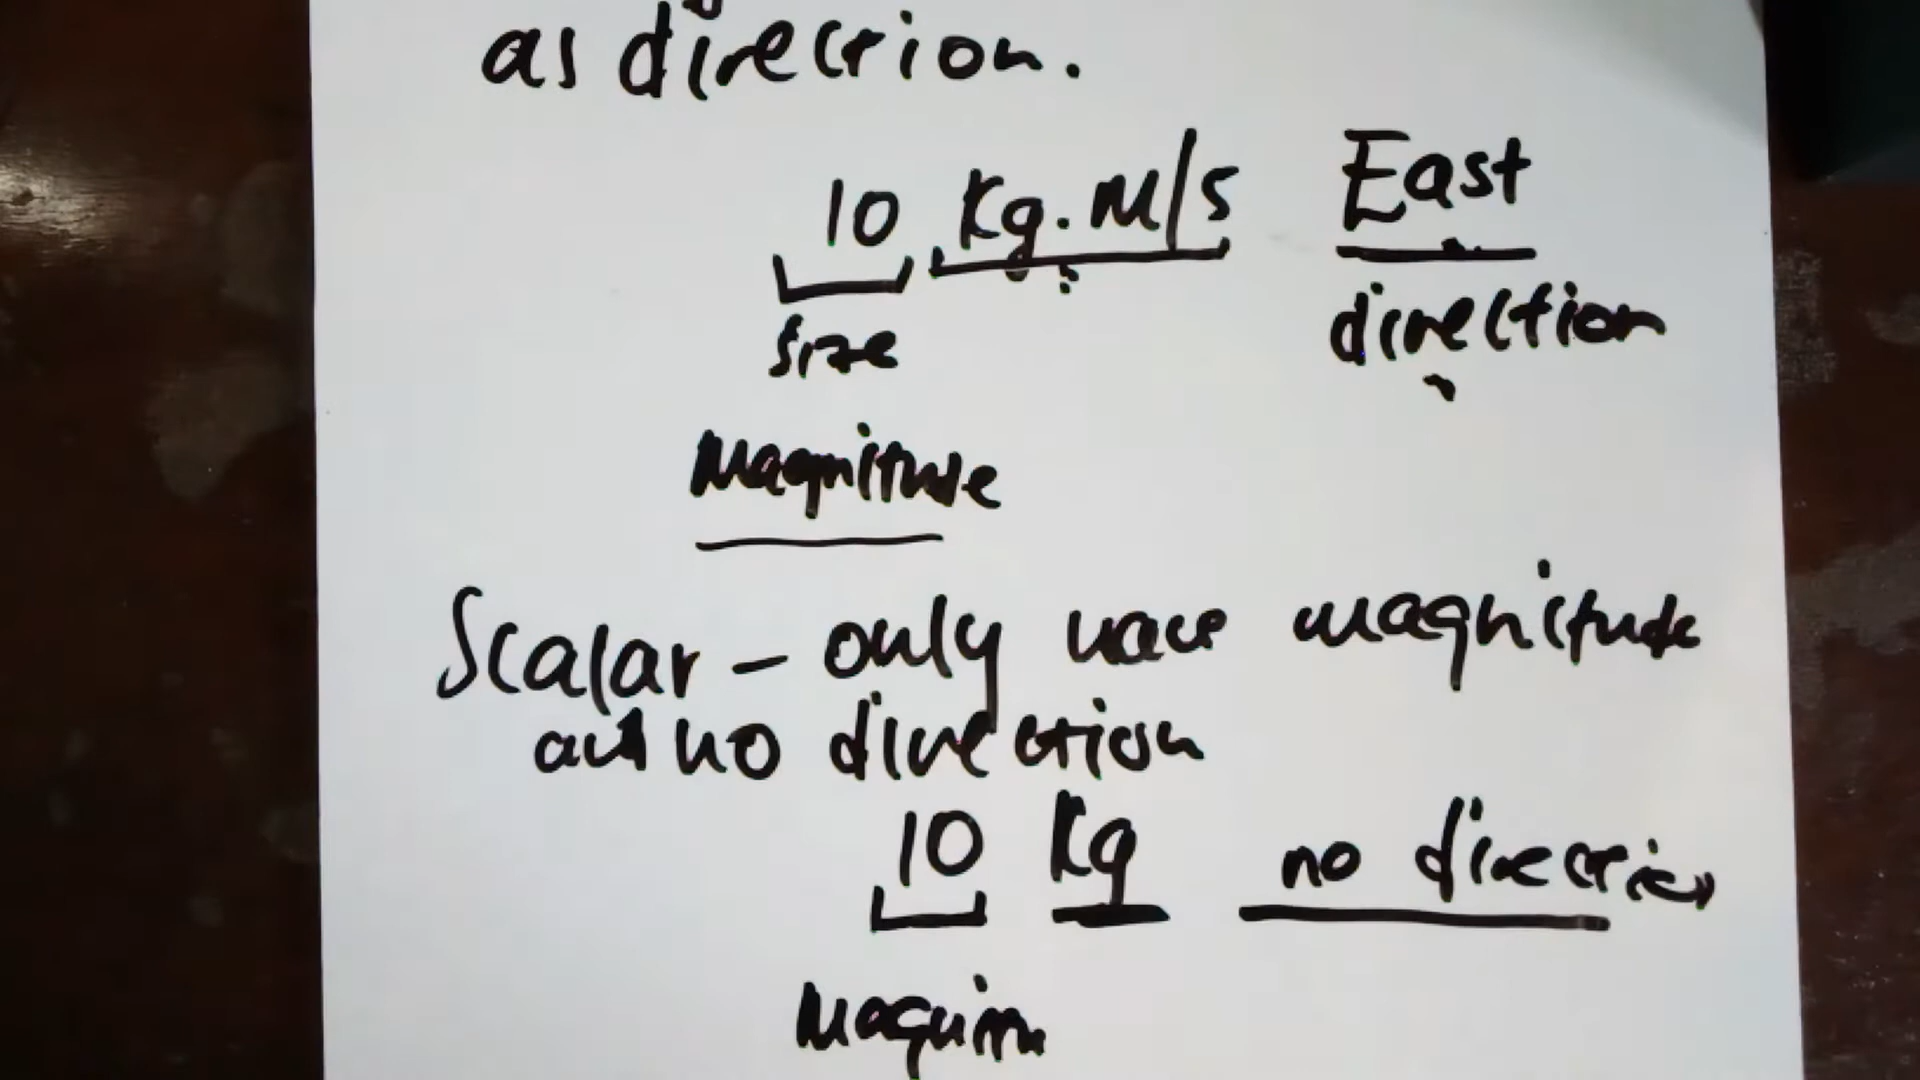 as direction.
10 Kg.m/s East
size direction
Magnitude
Scalar - only have magnitude
and no direction
10 Kg no direction